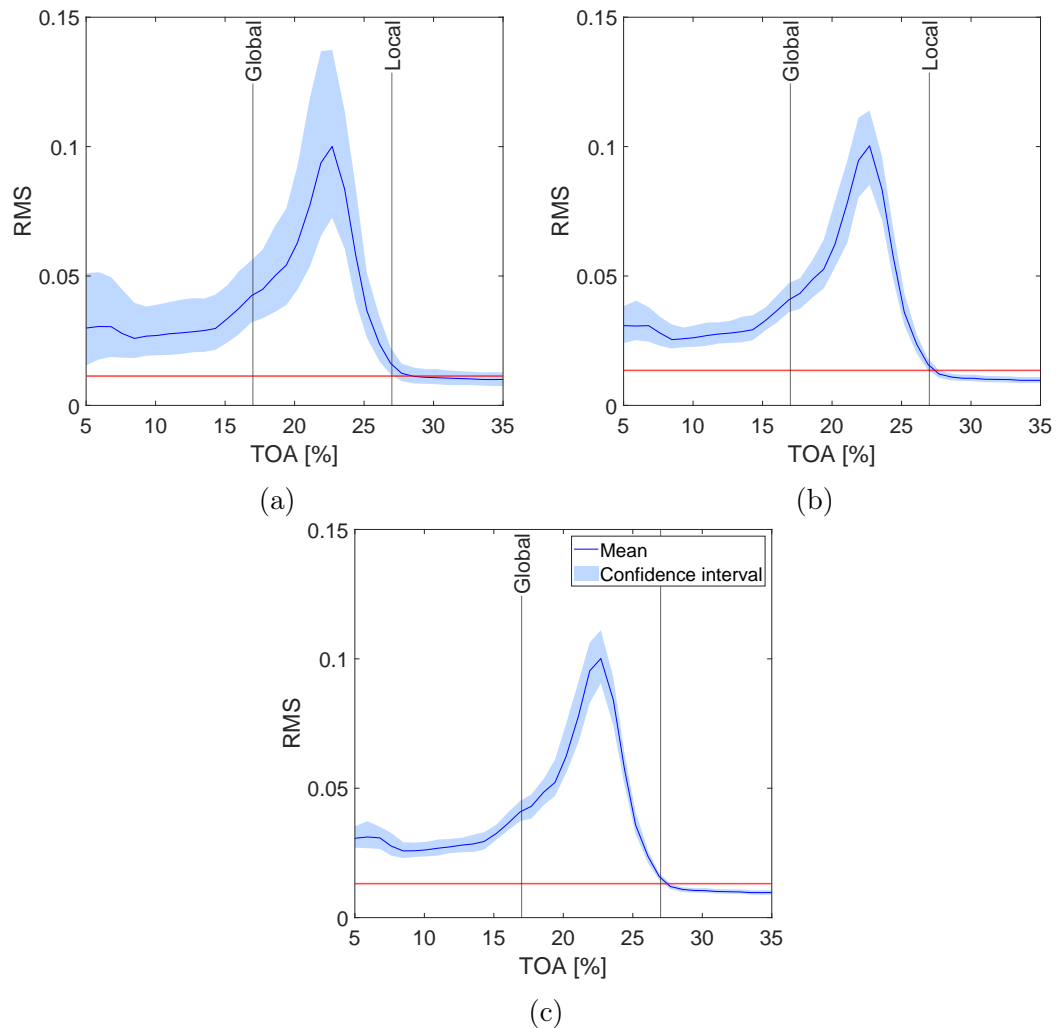 0.15
0.1
0.05
0
RMS
Global
Local
5 10 15 20 25 30 35
TOA [%]
(a)
0.15
0.1
0.05
0
RMS
Global
Local
5 10 15 20 25 30 35
TOA [%]
(b)
0.15
0.1
0.05
0
RMS
Global
Mean
Confidence interval
5 10 15 20 25 30 35
TOA [%]
(c)